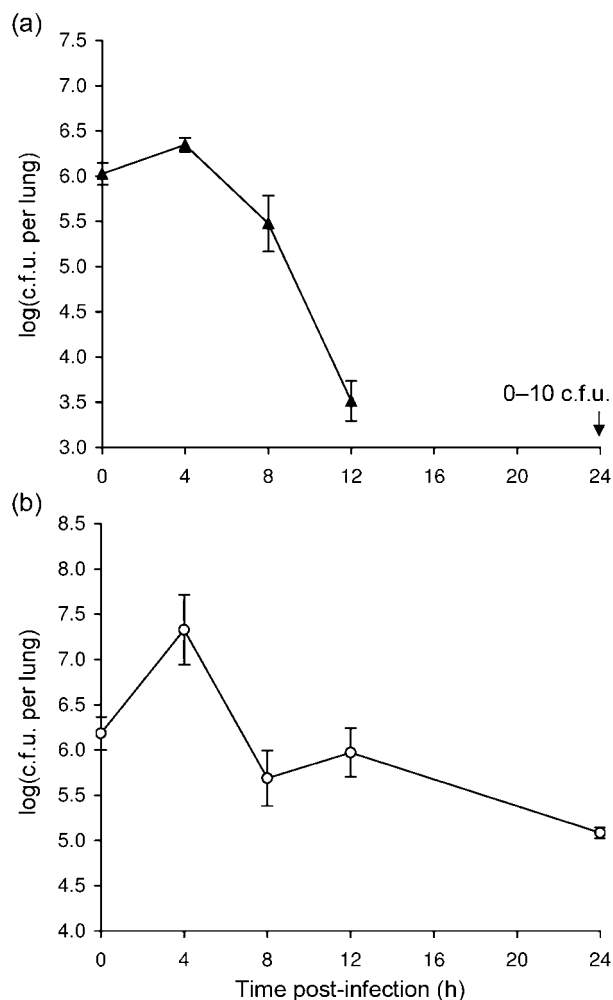 (a)
7.5
7.0
6.5
6.0
5.5
5.0
4.5
4.0
3.5
3.0
log(c.f.u. per lung)
0–10 c.f.u.
0 4 8 12 16 20 24
(b)
8.5
8.0
7.5
7.0
6.5
6.0
5.5
5.0
4.5
4.0
log(c.f.u. per lung)
0 4 8 12 16 20 24
Time post-infection (h)